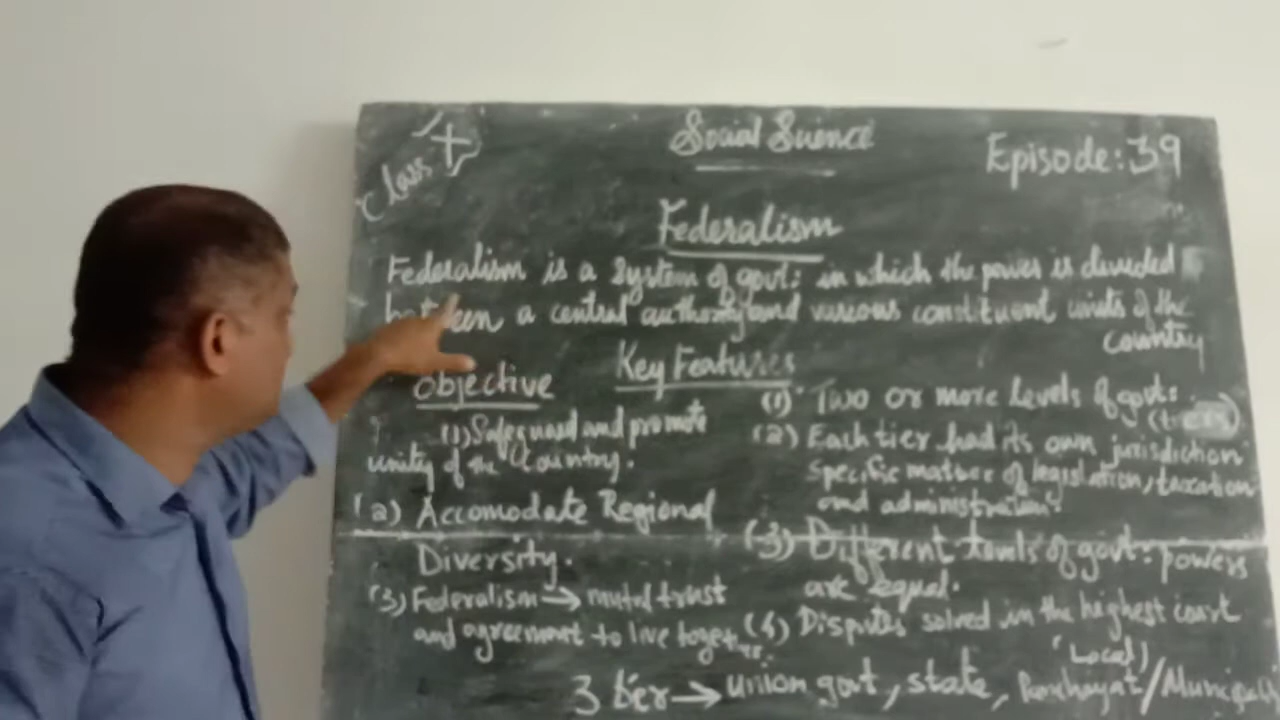 Class X
Social Science
Episode: 39
Federalism
Federalism is a System of govt: in which the power is divided
between a central authority and various constituent units of the
country
Key Features
Objective
(1) Safeguard and promote
unity of the Country.
(2) Accomodate Regional
Diversity.
(3) Federalism → mutal trust
and agreement to live together.
(1) Two or more levels of govt:
(tiers)
(2) Each tier had its own jurisdiction
specific matter of legislation, taxation
and administration:
(3) Different levels of govt: powers
are equal.
(4) Disputes solved in the highest court
(Local)
3 tier → union govt, state, Panchayat/